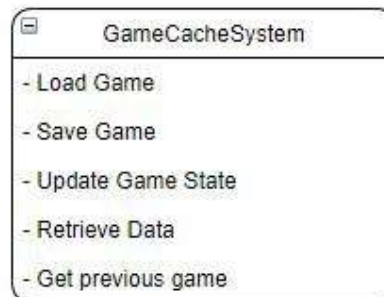 GameCacheSystem
- Load Game
- Save Game
- Update Game State
- Retrieve Data
- Get previous game